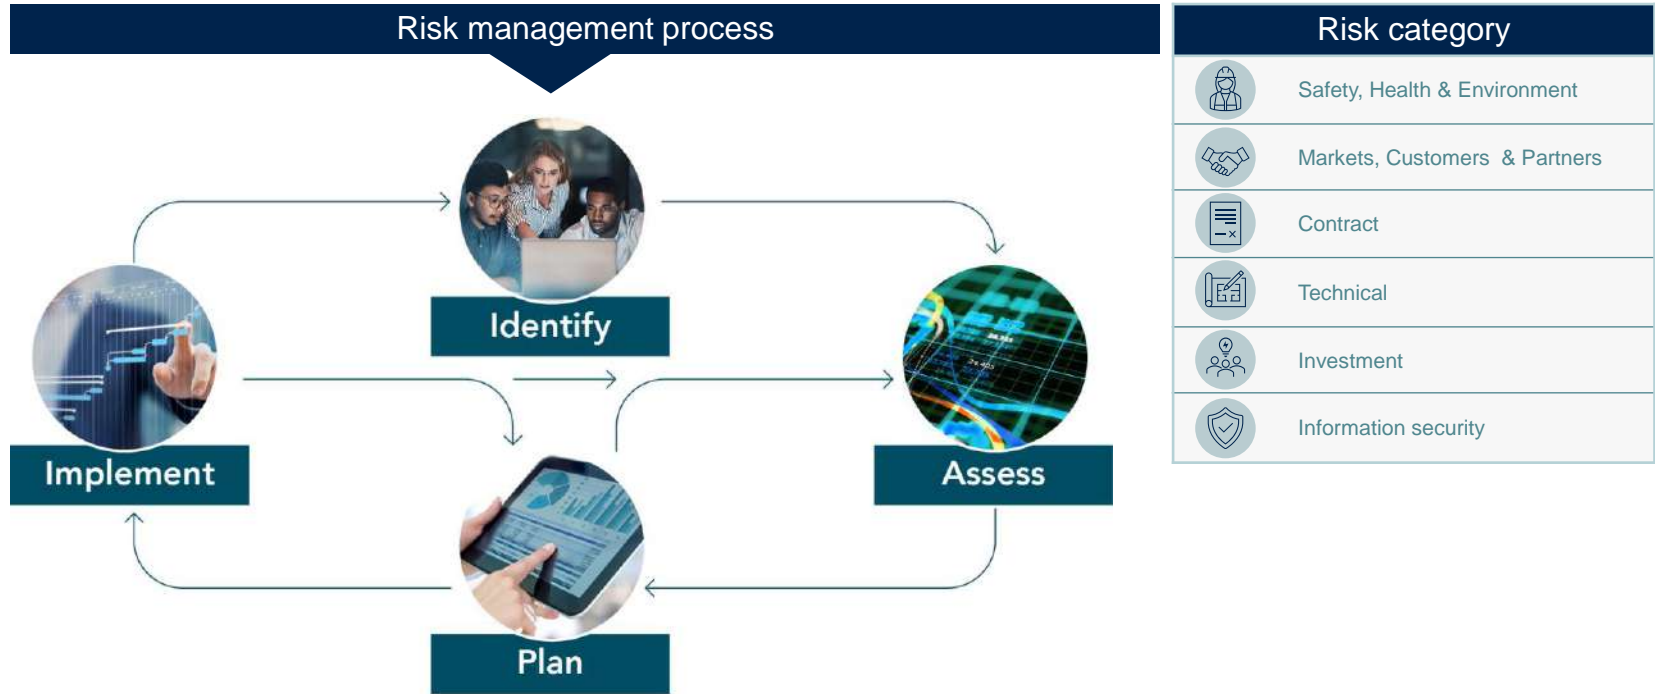 Risk management process
Identify
Implement
Assess
Plan
Risk category
Safety, Health & Environment
Markets, Customers & Partners
Contract
Technical
Investment
Information security